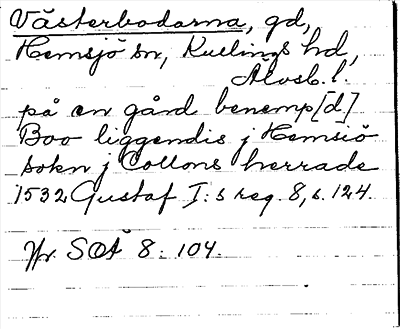 Västerbodarna, gd,
Hemsjö sn, Kullings hd,
Älvsb. l.
på en gård benemp[d]
Boo liggendis j Hemsiö
sokn j Collons herrade
1532 Gustaf I:s reg. 8, s. 124.
Jfr. SOÄ 8: 104.